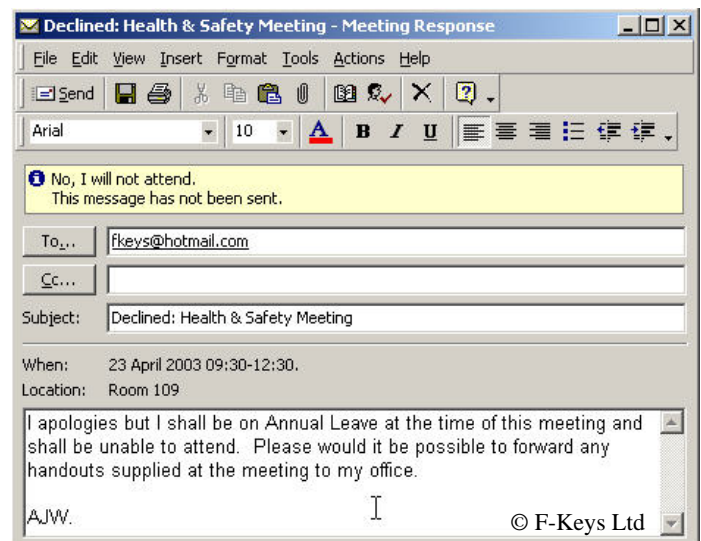 Declined: Health & Safety Meeting - Meeting Response
File Edit View Insert Format Tools Actions Help
Send
Arial 10 A B I U
No, I will not attend.
This message has not been sent.
To... fkeys@hotmail.com
Cc...
Subject: Declined: Health & Safety Meeting
When: 23 April 2003 09:30-12:30.
Location: Room 109
I apologies but I shall be on Annual Leave at the time of this meeting and
shall be unable to attend. Please would it be possible to forward any
handouts supplied at the meeting to my office.
AJW.
© F-Keys Ltd